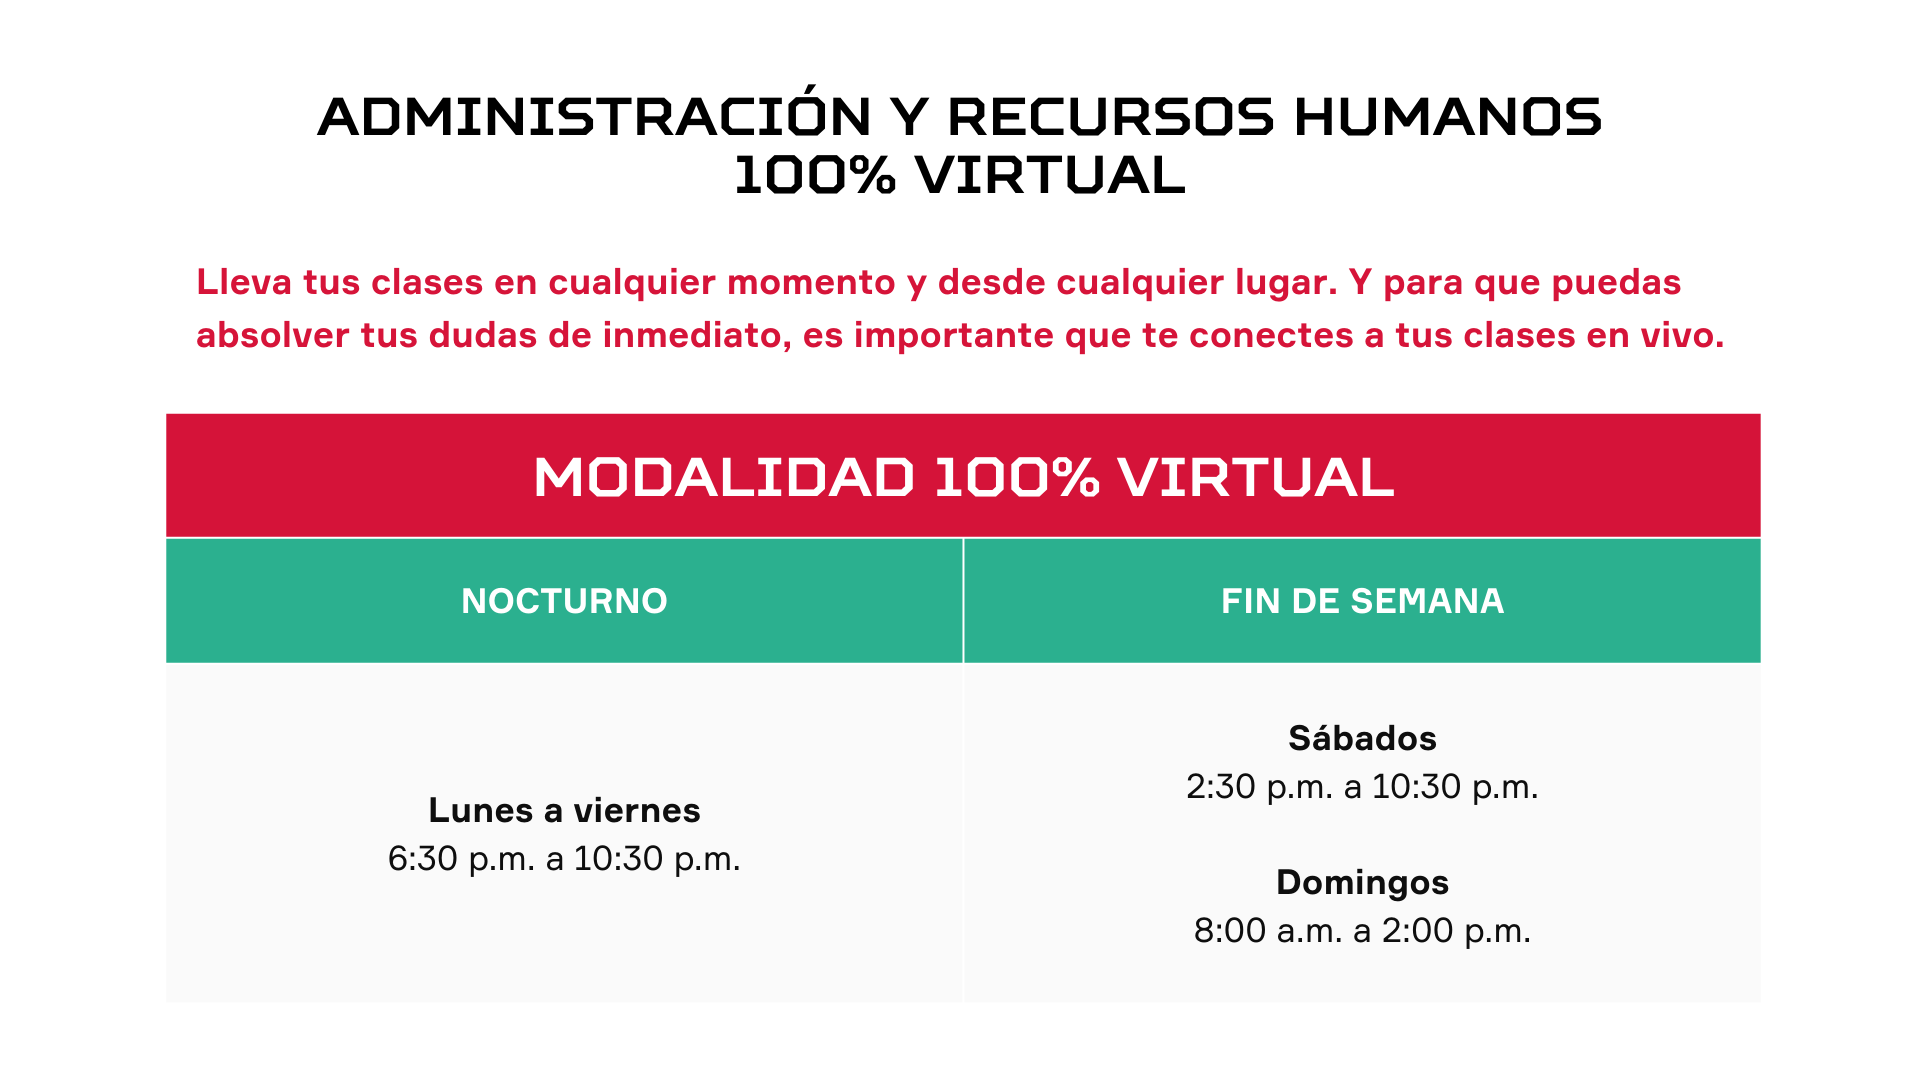 ADMINISTRACIÓN Y RECURSOS HUMANOS
100% VIRTUAL
Lleva tus clases en cualquier momento y desde cualquier lugar. Y para que puedas
absolver tus dudas de inmediato, es importante que te conectes a tus clases en vivo.
MODALIDAD 100% VIRTUAL
NOCTURNO
FIN DE SEMANA
Lunes a viernes
6:30 p.m. a 10:30 p.m.
Sábados
2:30 p.m. a 10:30 p.m.
Domingos
8:00 a.m. a 2:00 p.m.